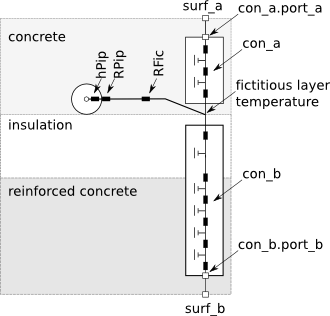 surf_a
con_a.port_a
concrete
con_a
hPip
RPip
RFic
fictitious layer
temperature
insulation
con_b
reinforced concrete
con_b.port_b
surf_b